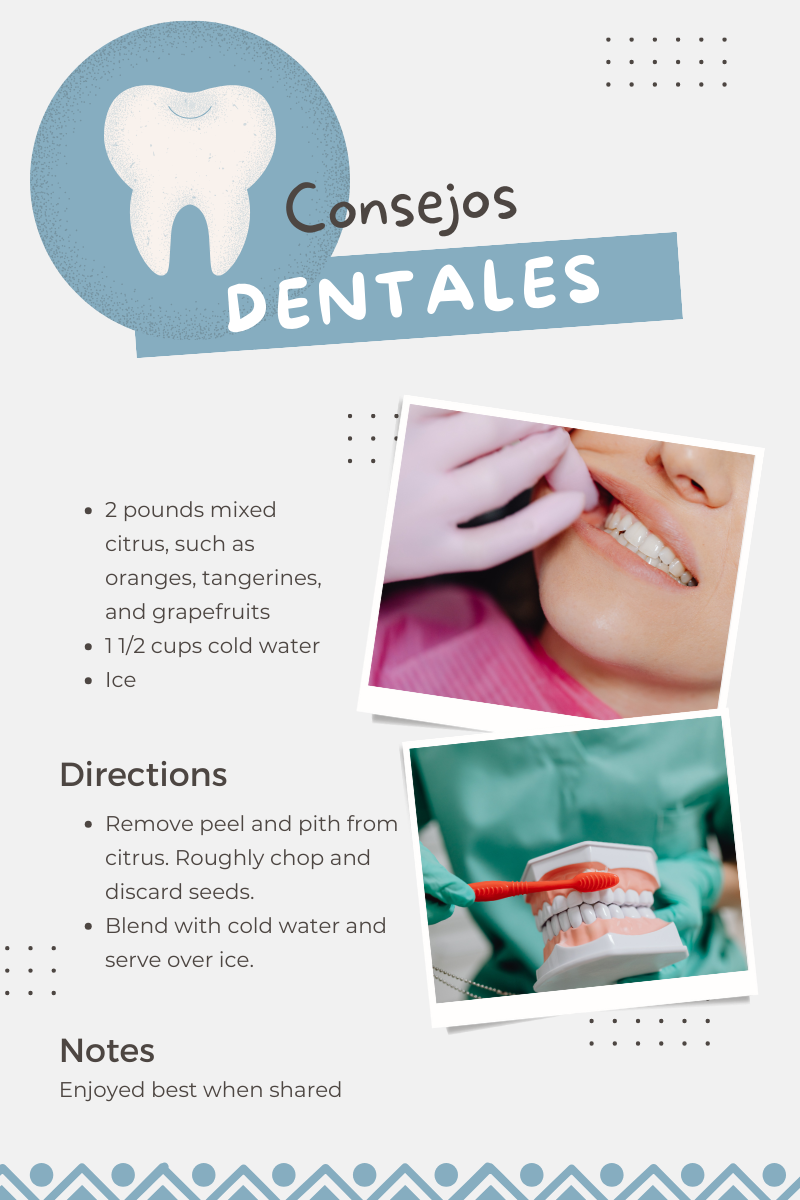 Consejos
DENTALES
• 2 pounds mixed
citrus, such as
oranges, tangerines,
and grapefruits
• 1 1/2 cups cold water
• Ice
Directions
• Remove peel and pith from
citrus. Roughly chop and
discard seeds.
• Blend with cold water and
serve over ice.
Notes
Enjoyed best when shared